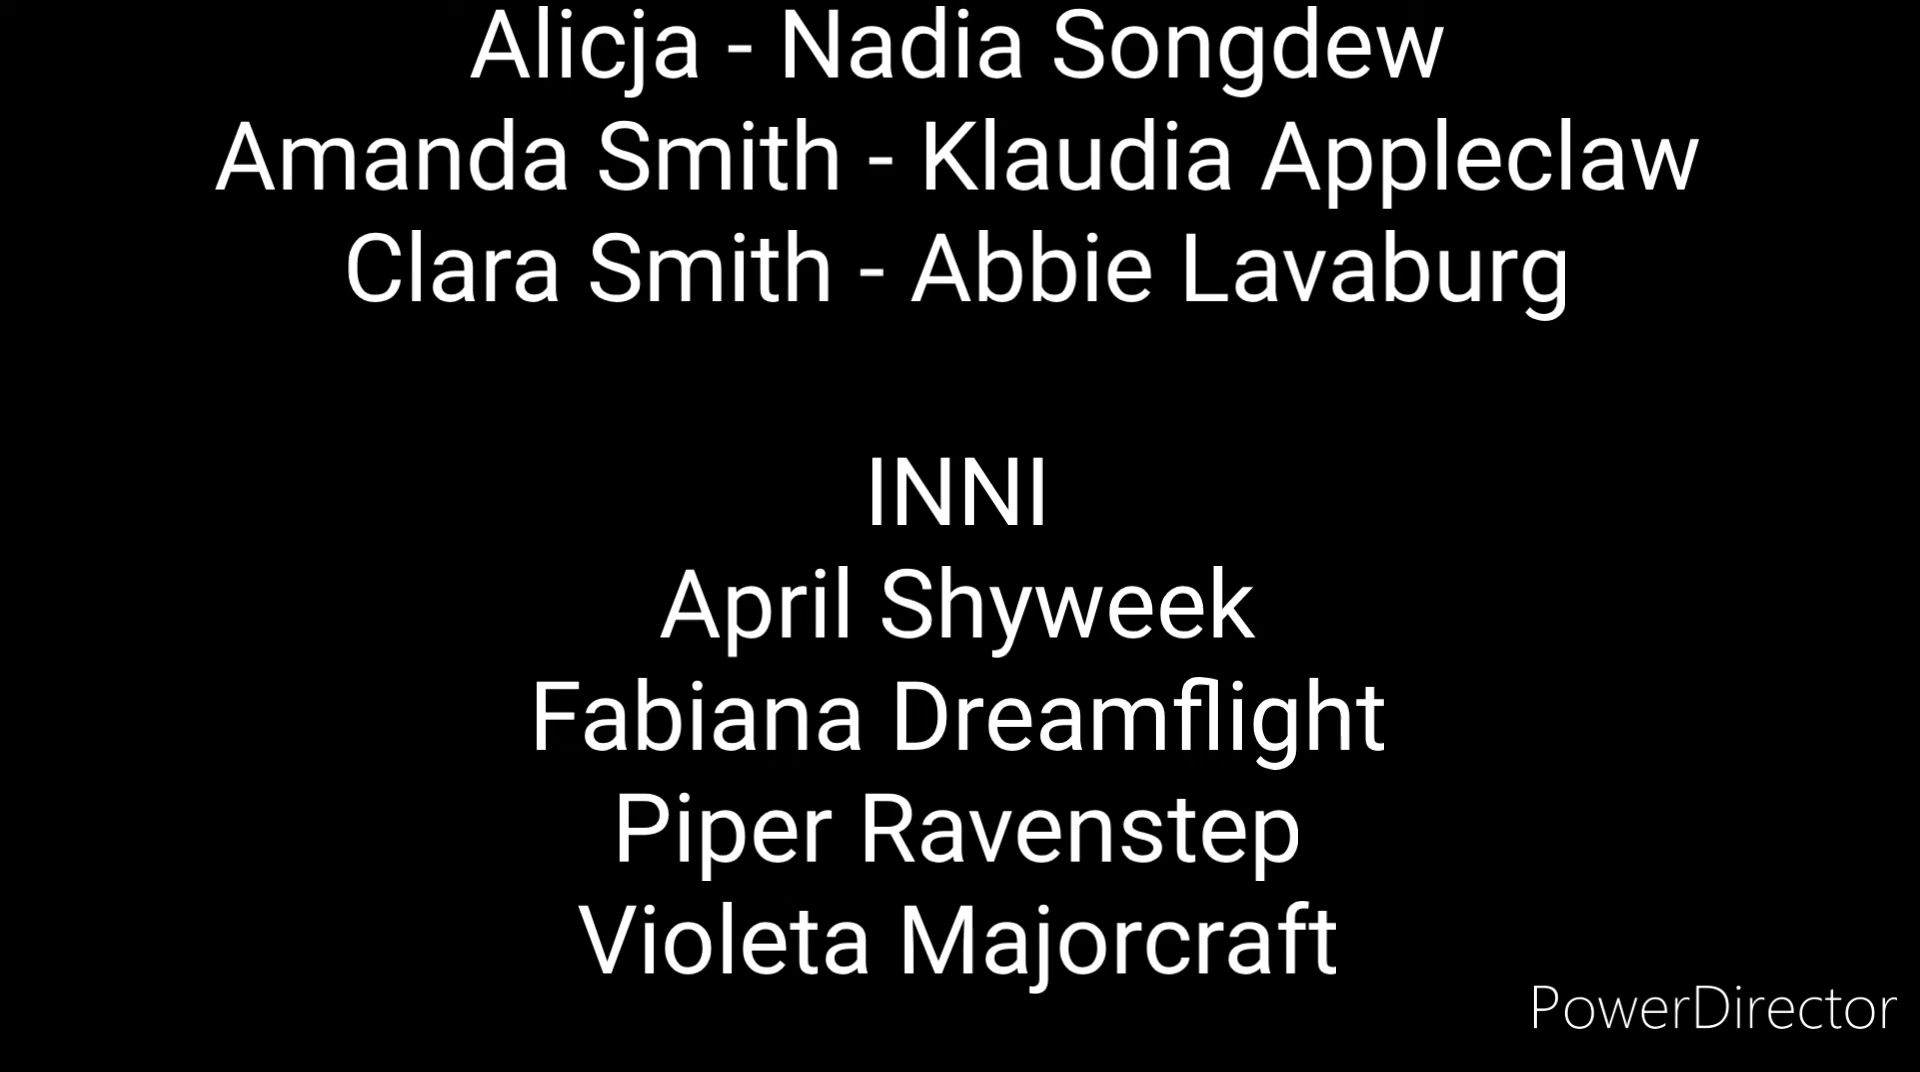 Alicja - Nadia Songdew
Amanda Smith - Klaudia Appleclaw
Clara Smith - Abbie Lavaburg
INNI
April Shyweek
Fabiana Dreamflight
Piper Ravenstep
Violeta Majorcraft
PowerDirector